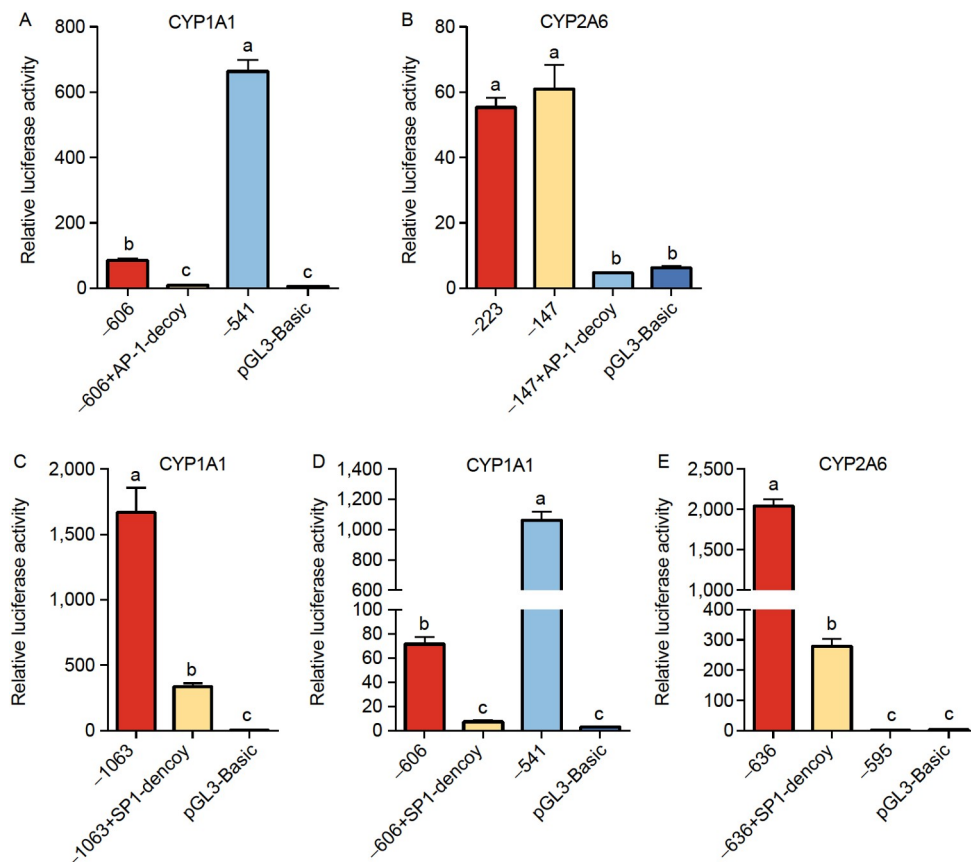 A
CYP1A1
Relative luciferase activity
800
600
400
200
0
b
c
a
c
−606
−606+AP-1-decoy
−541
pGL3-Basic
B
CYP2A6
Relative luciferase activity
80
60
40
20
0
a
a
b
b
−223
−147
−147+AP-1-decoy
pGL3-Basic
C
CYP1A1
Relative luciferase activity
2,000
1,500
1,000
500
0
a
b
c
−1063
−1063+SP1-dencoy
pGL3-Basic
D
CYP1A1
Relative luciferase activity
1,400
1,200
1,000
800
600
100
80
60
40
20
0
b
c
a
c
−606
−606+SP1-dencoy
−541
pGL3-Basic
E
CYP2A6
Relative luciferase activity
2,500
2,000
1,500
1,000
400
300
200
100
0
a
b
c
c
−636
−636+SP1-dencoy
−595
pGL3-Basic